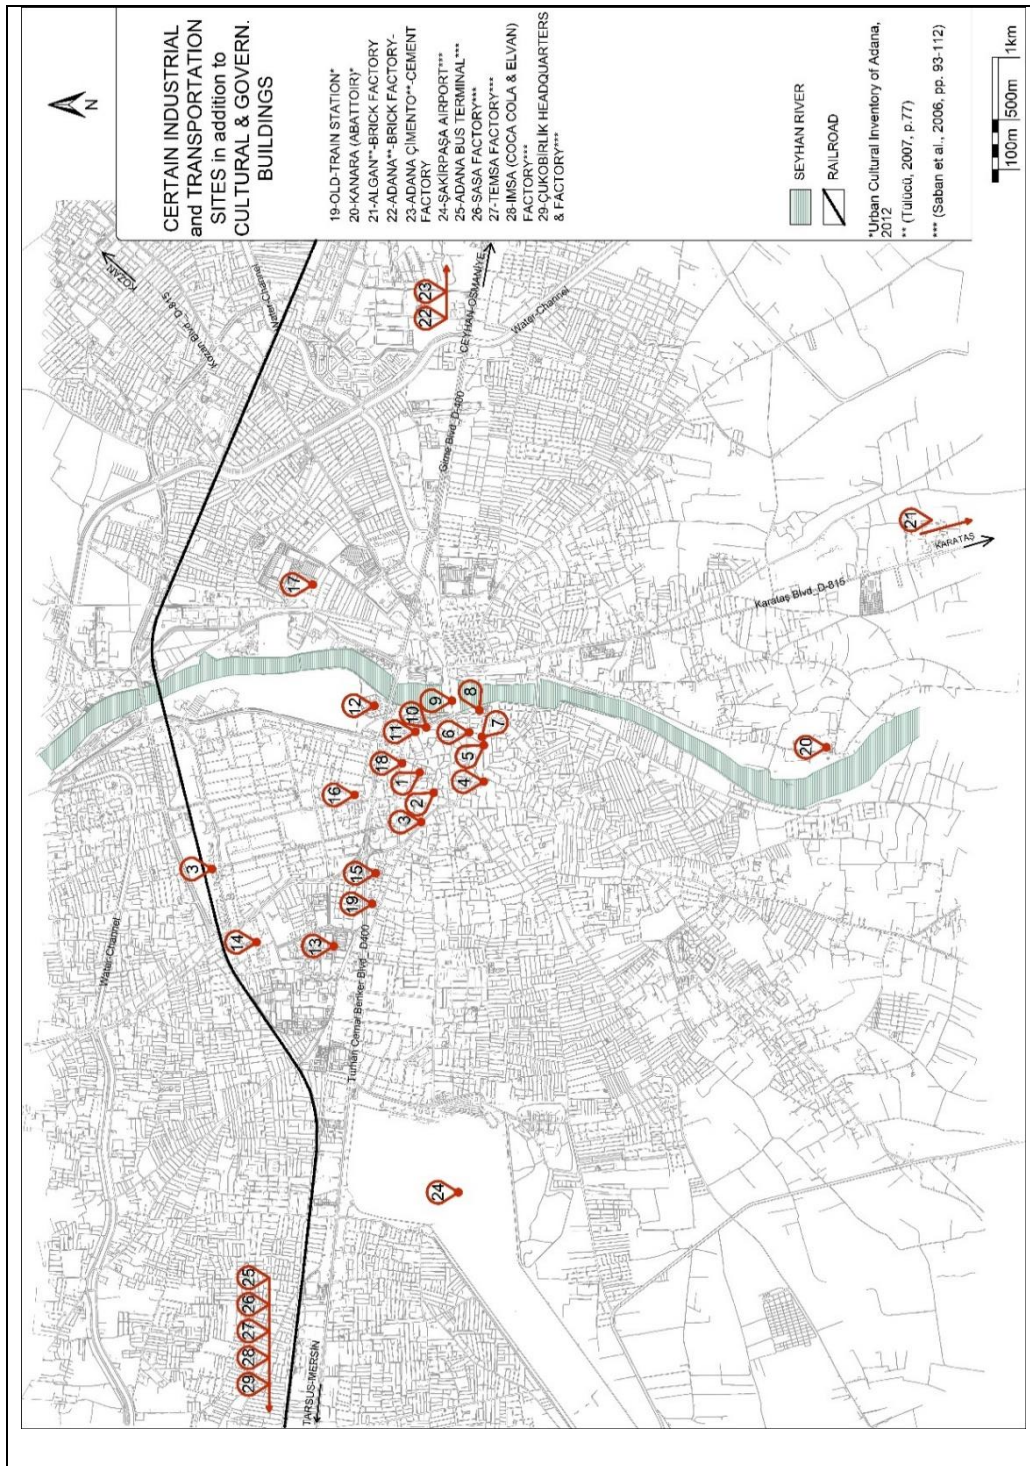 CERTAIN INDUSTRIAL
and TRANSPORTATION
SITES in addition to
CULTURAL & GOVERN.
BUILDINGS
19-OLD-TRAIN STATION*
20-KANARA (ABATTOIR)*
21-ALGAN**-BRICK FACTORY
22-ADANA**-BRICK FACTORY-
23-ADANA ÇİMENTO**-CEMENT
FACTORY
24-ŞAKİRPAŞA AIRPORT***
25-ADANA BUS TERMINAL***
26-SASA FACTORY***
27-TEMSA FACTORY***
28-IMSA (COCA COLA & ELVAN)
FACTORY***
29-ÇUKOBİRLİK HEADQUARTERS
& FACTORY***
SEYHAN RIVER
RAILROAD
*Urban Cultural Inventory of Adana,
2012
** (Tülücü, 2007, p.77)
*** (Saban et al., 2006, pp. 93-112)
100m 500m 1km
N
KOZAN
Kozan Blvd_D-815
Water-Channel
Water-Channel
Water-Channel
CEYHAN-OSMANİYE
Girne Blvd_D-400
Karataş Blvd_D-815
KARATAŞ
Turhan Cemal Beriker Blvd_ D400
TARSUS-MERSİN
29
28
27
26
25
24
14
13
3
19
15
16
3
2
1
18
11
10
12
9
8
7
6
5
4
17
22
23
20
21